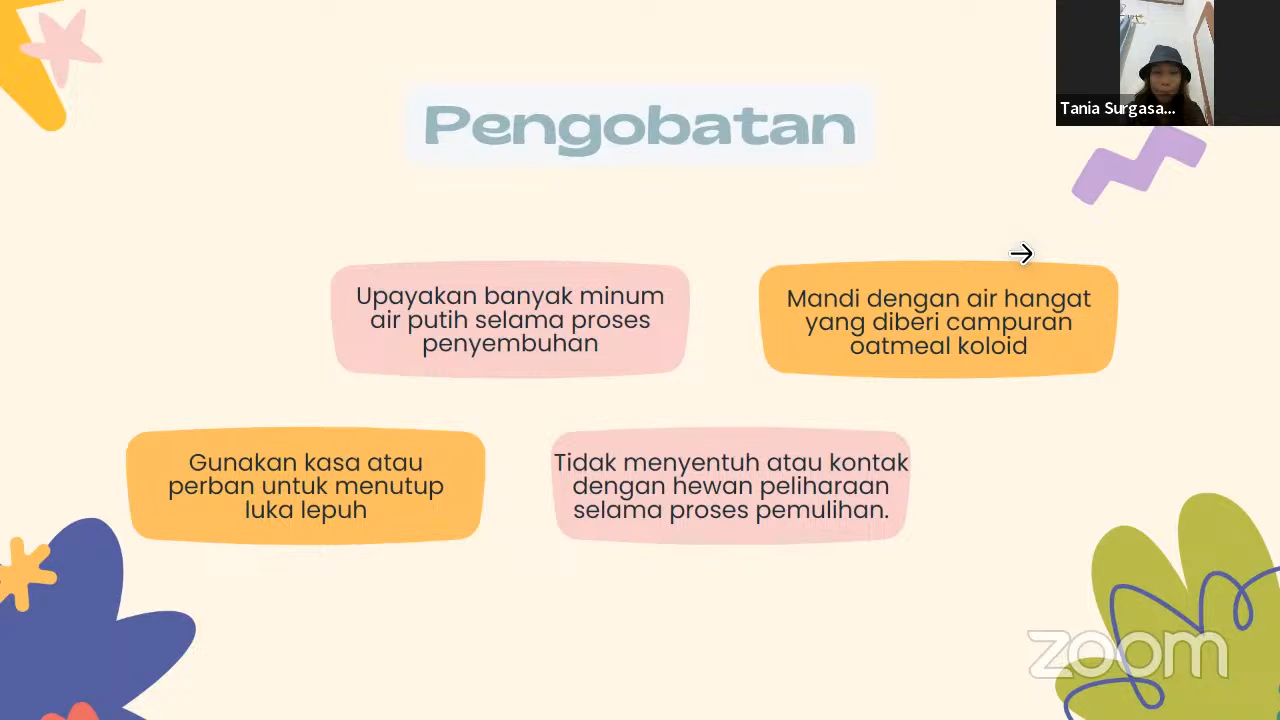 Tania Surgasa...
Pengobatan
Upayakan banyak minum
air putih selama proses
penyembuhan
Mandi dengan air hangat
yang diberi campuran
oatmeal koloid
Gunakan kasa atau
perban untuk menutup
luka lepuh
Tidak menyentuh atau kontak
dengan hewan peliharaan
selama proses pemulihan.
zoom